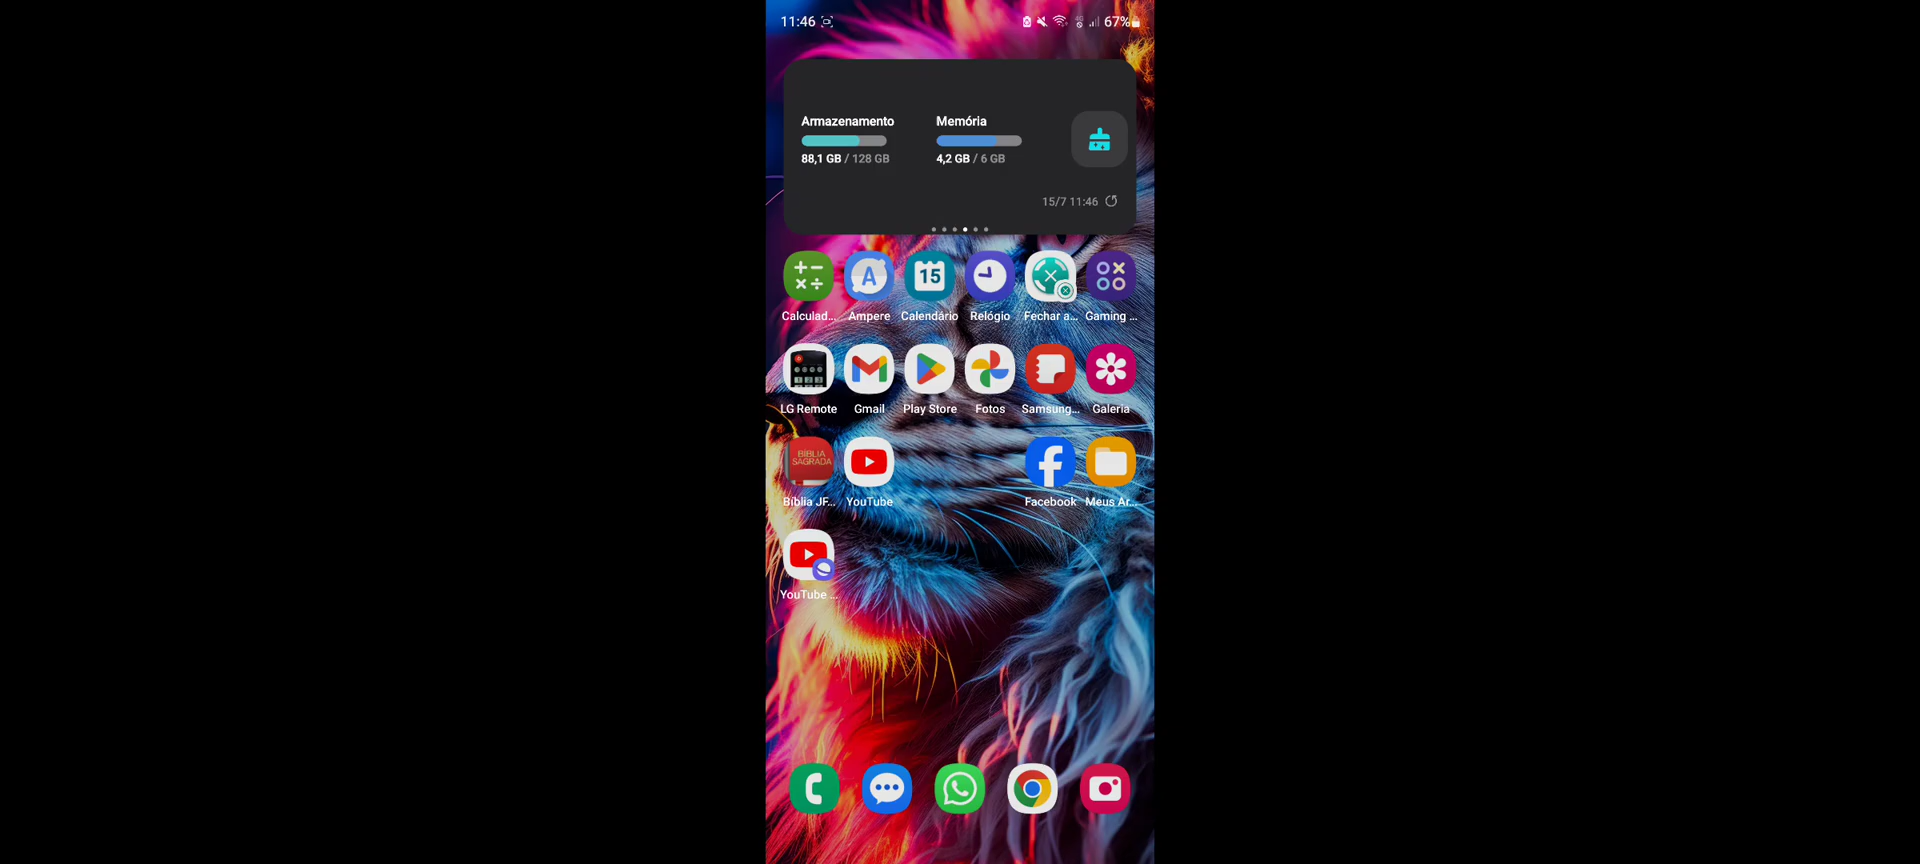 11:46
67%
Armazenamento
Memória
88,1 GB / 128 GB
4,2 GB / 6 GB
15/7 11:46
A
15
Calculad...
Ampere
Calendário
Relógio
Fechar a...
Gaming ...
LG Remote
Gmail
Play Store
Fotos
Samsung...
Galeria
BÍBLIA
SAGRADA
Bíblia JF...
YouTube
Facebook
Meus Ar...
YouTube ...